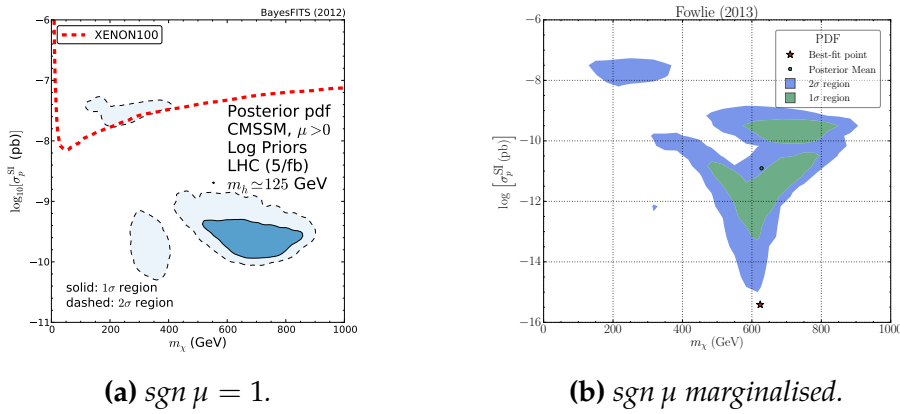 BayesFITS (2012)
XENON100
Posterior pdf
CMSSM, μ>0
Log Priors
LHC (5/fb)
m_h≃125 GeV
solid: 1σ region
dashed: 2σ region
−6
−7
−8
−9
−10
−11
0 200 400 600 800 1000
log₁₀[σ_p^SI (pb)]
m_χ (GeV)
(a) sgn μ = 1.
Fowlie (2013)
PDF
Best-fit point
Posterior Mean
2σ region
1σ region
−6
−8
−10
−12
−14
−16
0 200 400 600 800 1000
log [σ_p^SI (pb)]
m_χ (GeV)
(b) sgn μ marginalised.